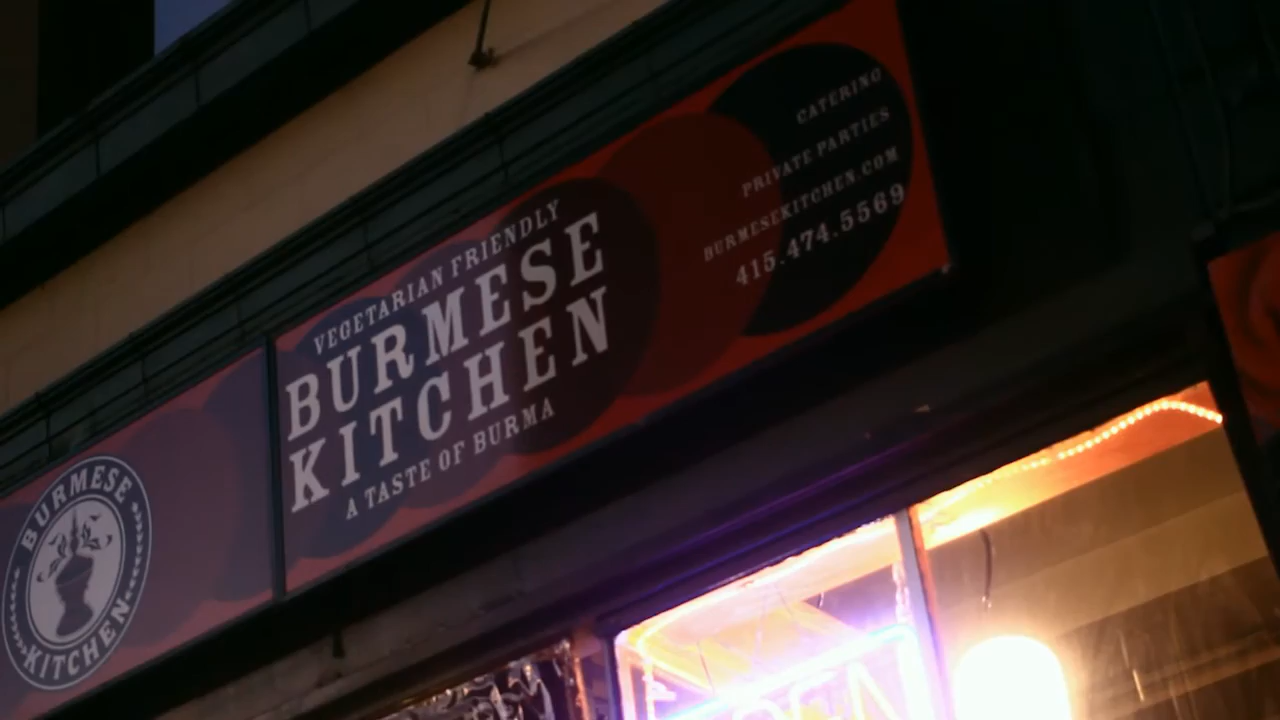 BURMESE
KITCHEN
VEGETARIAN FRIENDLY
BURMESE
KITCHEN
A TASTE OF BURMA
CATERING
PRIVATE PARTIES
BURMESEKITCHEN.COM
415.474.5569